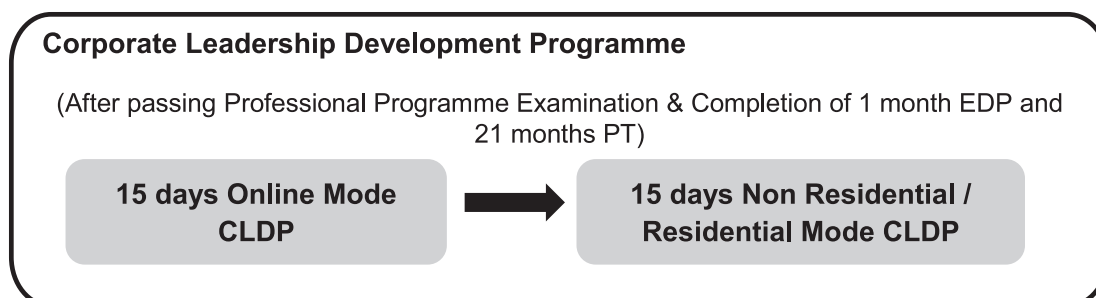 Corporate Leadership Development Programme
(After passing Professional Programme Examination & Completion of 1 month EDP and
21 months PT)
15 days Online Mode
CLDP
15 days Non Residential /
Residential Mode CLDP